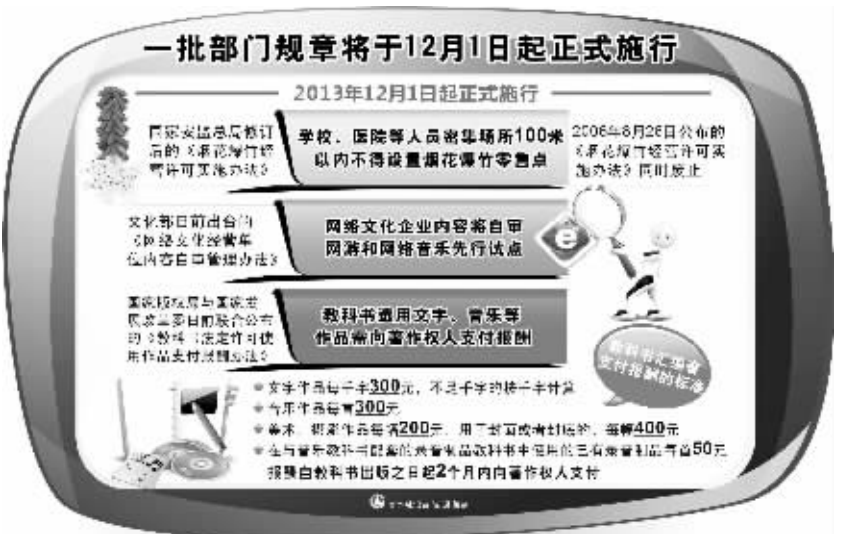 一批部门规章将于12月1日起正式施行
2013年12月1日起正式施行
国家安监总局修订
后的《烟花爆竹经
营许可实施办法》
学校、医院等人员密集场所100米
以内不得设置烟花爆竹零售点
2006年8月26日公布的
《烟花爆竹经营许可实
施办法》同时废止
文化部日前出台的
《网络文化经营单
位内容自审管理办法》
网络文化企业内容将自审
网游和网络音乐先行试点
e
国家版权局与国家发
展改革委日前联合公布
的《教科书法定许可使
用作品支付报酬办法》
教科书选用文字、音乐等
作品需向著作权人支付报酬
教科书汇编者
支付报酬的标准
文字作品每千字300元，不足千字的按千字计算
音乐作品每首300元
美术、摄影作品每幅200元，用于封面或者封底的，每幅400元
在与音乐教科书配套的录音制品教科书中使用的已有录音制品每首50元
报酬自教科书出版之日起2个月内向著作权人支付